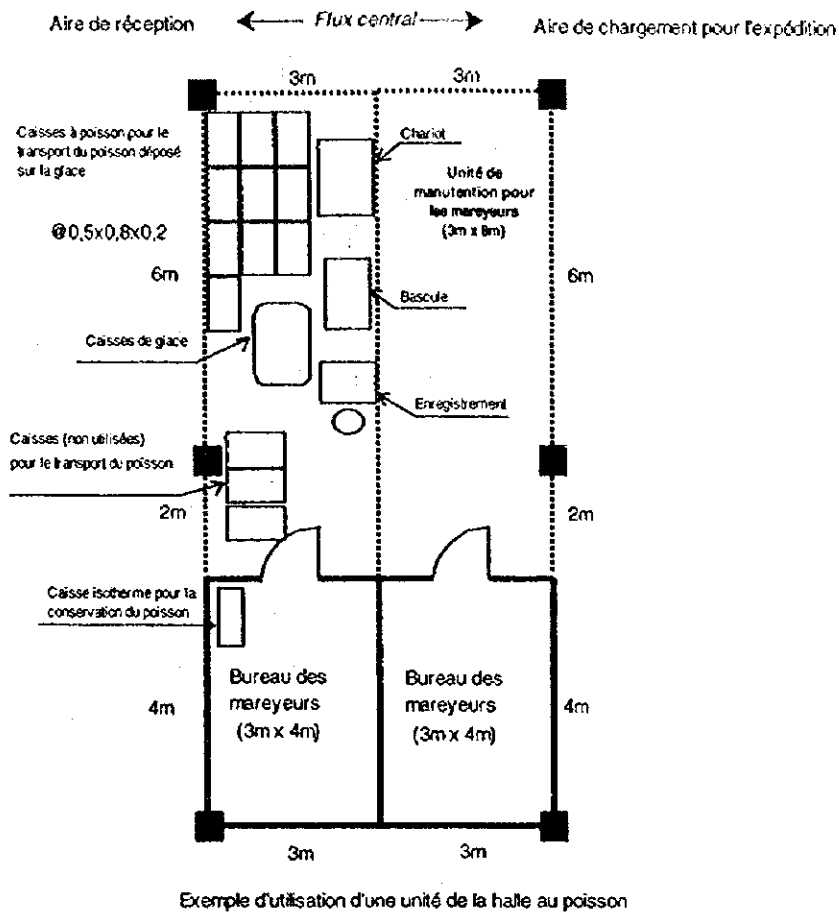 Aire de réception
Flux central
Aire de chargement pour l'expédition
3m
3m
Caisses à poisson pour le
transport du poisson déposé
sur la glace
Chariot
Unité de
manutention pour
les mareyeurs
(3m x 8m)
@0,5x0,8x0,2
6m
6m
Bascule
Caisses de glace
Enregistrement
Caisses (non utilisées)
pour le transport du poisson
2m
2m
Caisse isotherme pour la
conservation du poisson
Bureau des
mareyeurs
(3m x 4m)
Bureau des
mareyeurs
(3m x 4m)
4m
4m
3m
3m
Exemple d'utilisation d'une unité de la halle au poisson